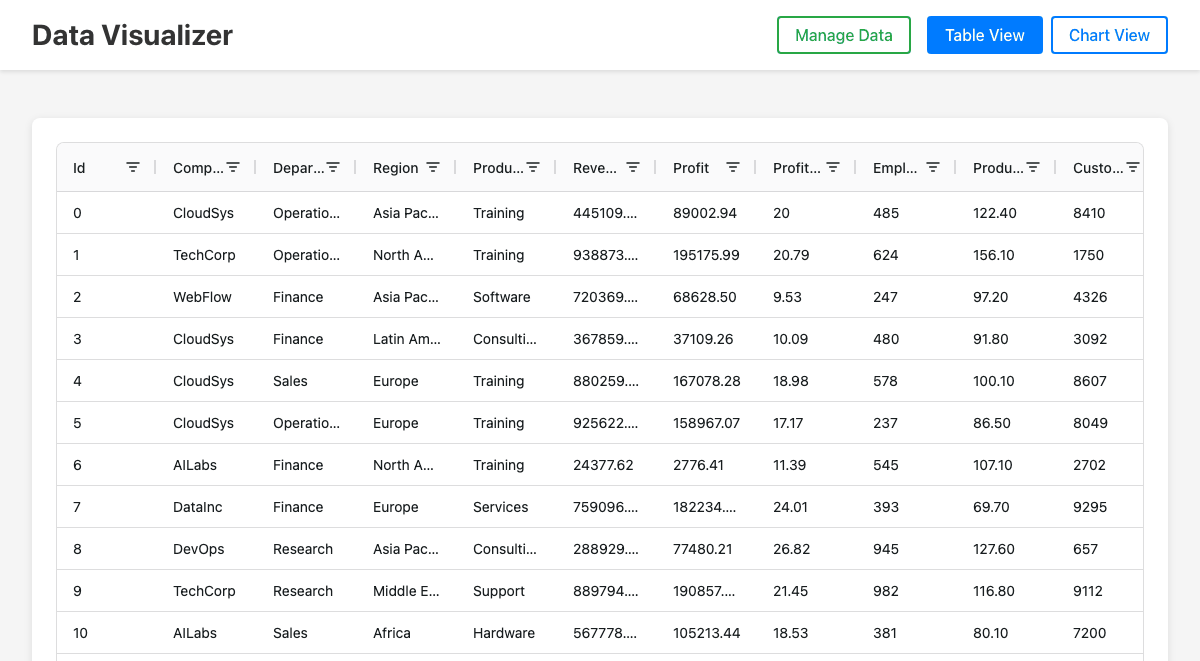 Data Visualizer Manage Data Table View Chart View
Id Comp... Depar... Region Produ... Reve... Profit Profit... Empl... Produ... Custo...
0 CloudSys Operatio... Asia Pac... Training 445109.... 89002.94 20 485 122.40 8410
1 TechCorp Operatio... North A... Training 938873.... 195175.99 20.79 624 156.10 1750
2 WebFlow Finance Asia Pac... Software 720369.... 68628.50 9.53 247 97.20 4326
3 CloudSys Finance Latin Am... Consulti... 367859.... 37109.26 10.09 480 91.80 3092
4 CloudSys Sales Europe Training 880259.... 167078.28 18.98 578 100.10 8607
5 CloudSys Operatio... Europe Training 925622.... 158967.07 17.17 237 86.50 8049
6 AILabs Finance North A... Training 24377.62 2776.41 11.39 545 107.10 2702
7 DataInc Finance Europe Services 759096.... 182234.... 24.01 393 69.70 9295
8 DevOps Research Asia Pac... Consulti... 288929.... 77480.21 26.82 945 127.60 657
9 TechCorp Research Middle E... Support 889794.... 190857.... 21.45 982 116.80 9112
10 AILabs Sales Africa Hardware 567778.... 105213.44 18.53 381 80.10 7200